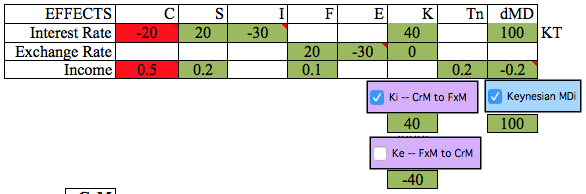 EFFECTS C S I F E K Tn dMD
Interest Rate -20 20 -30 40 100 KT
Exchange Rate 20 -30 0
Income 0.5 0.2 0.1 0.2 -0.2
Ki -- CrM to FxM Keynesian MDi
40 100
Ke -- FxM to CrM
-40